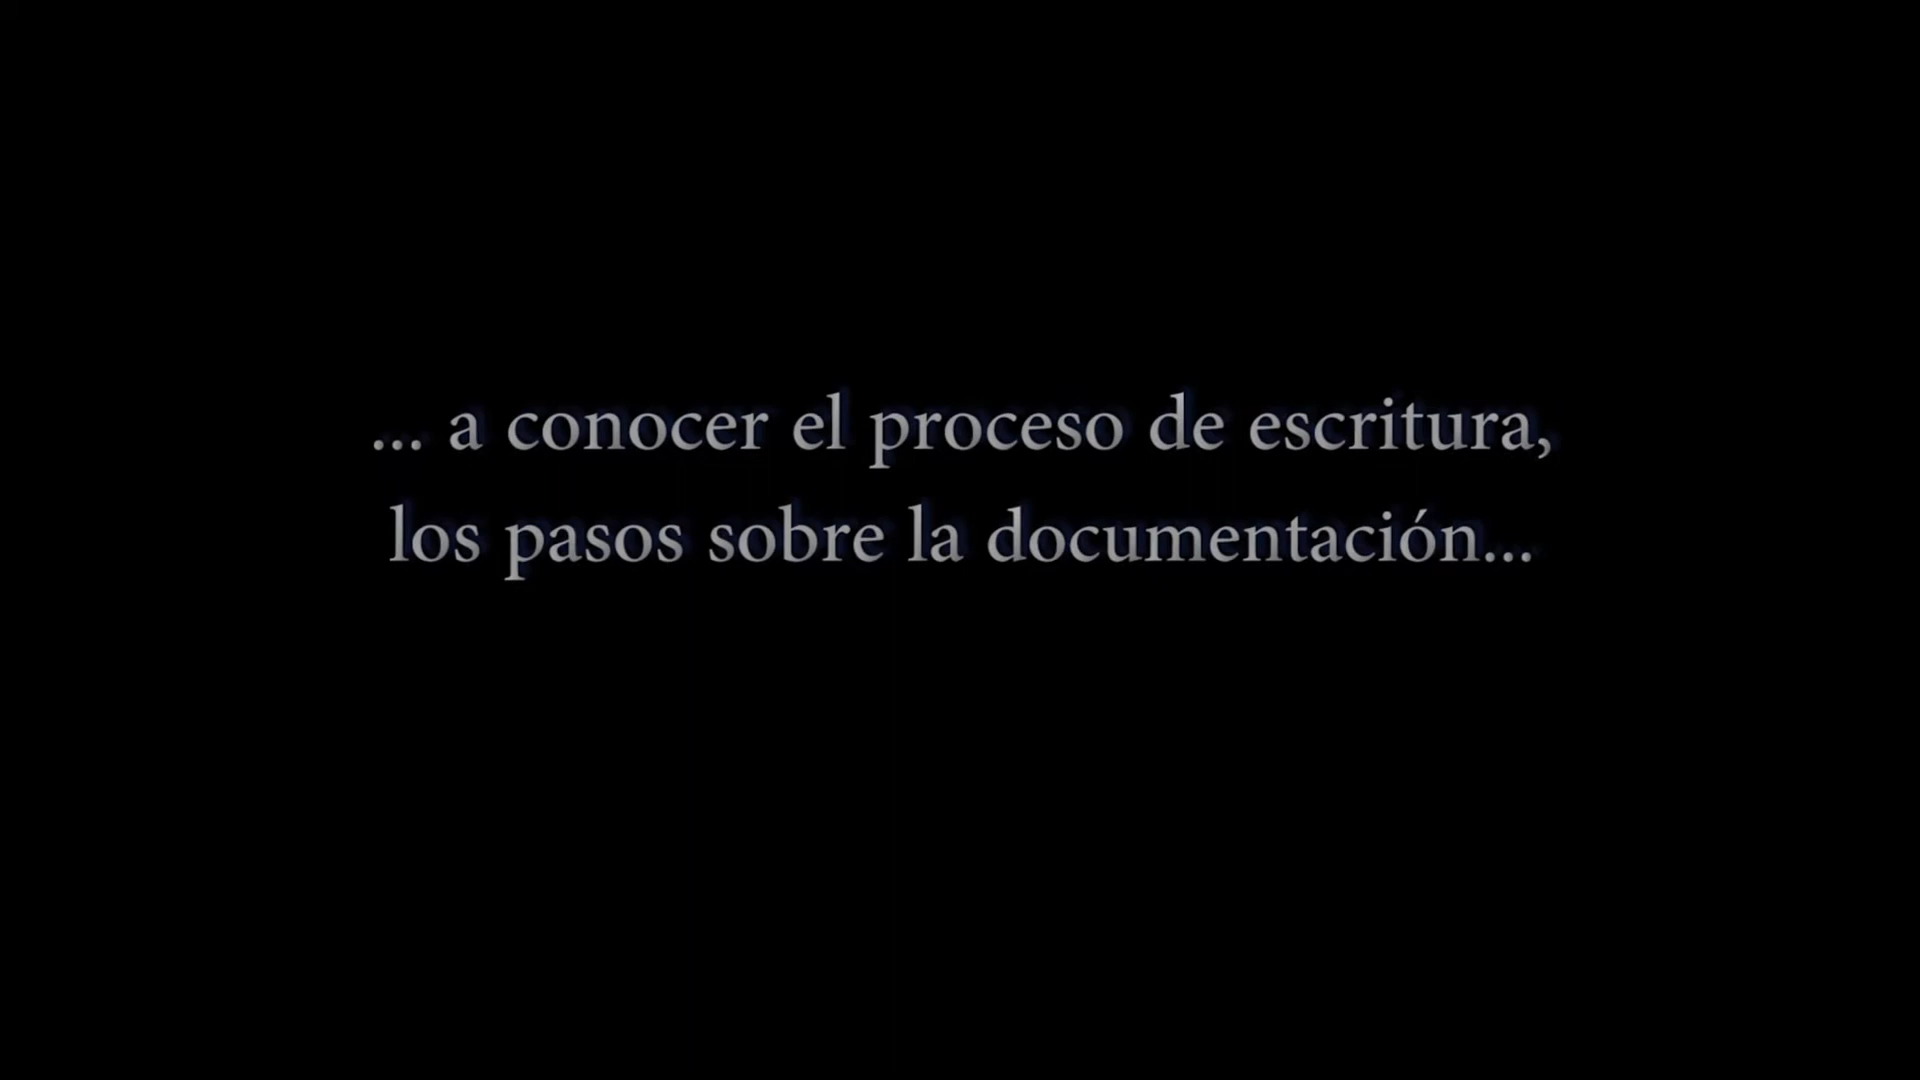 ... a conocer el proceso de escritura,
los pasos sobre la documentación...